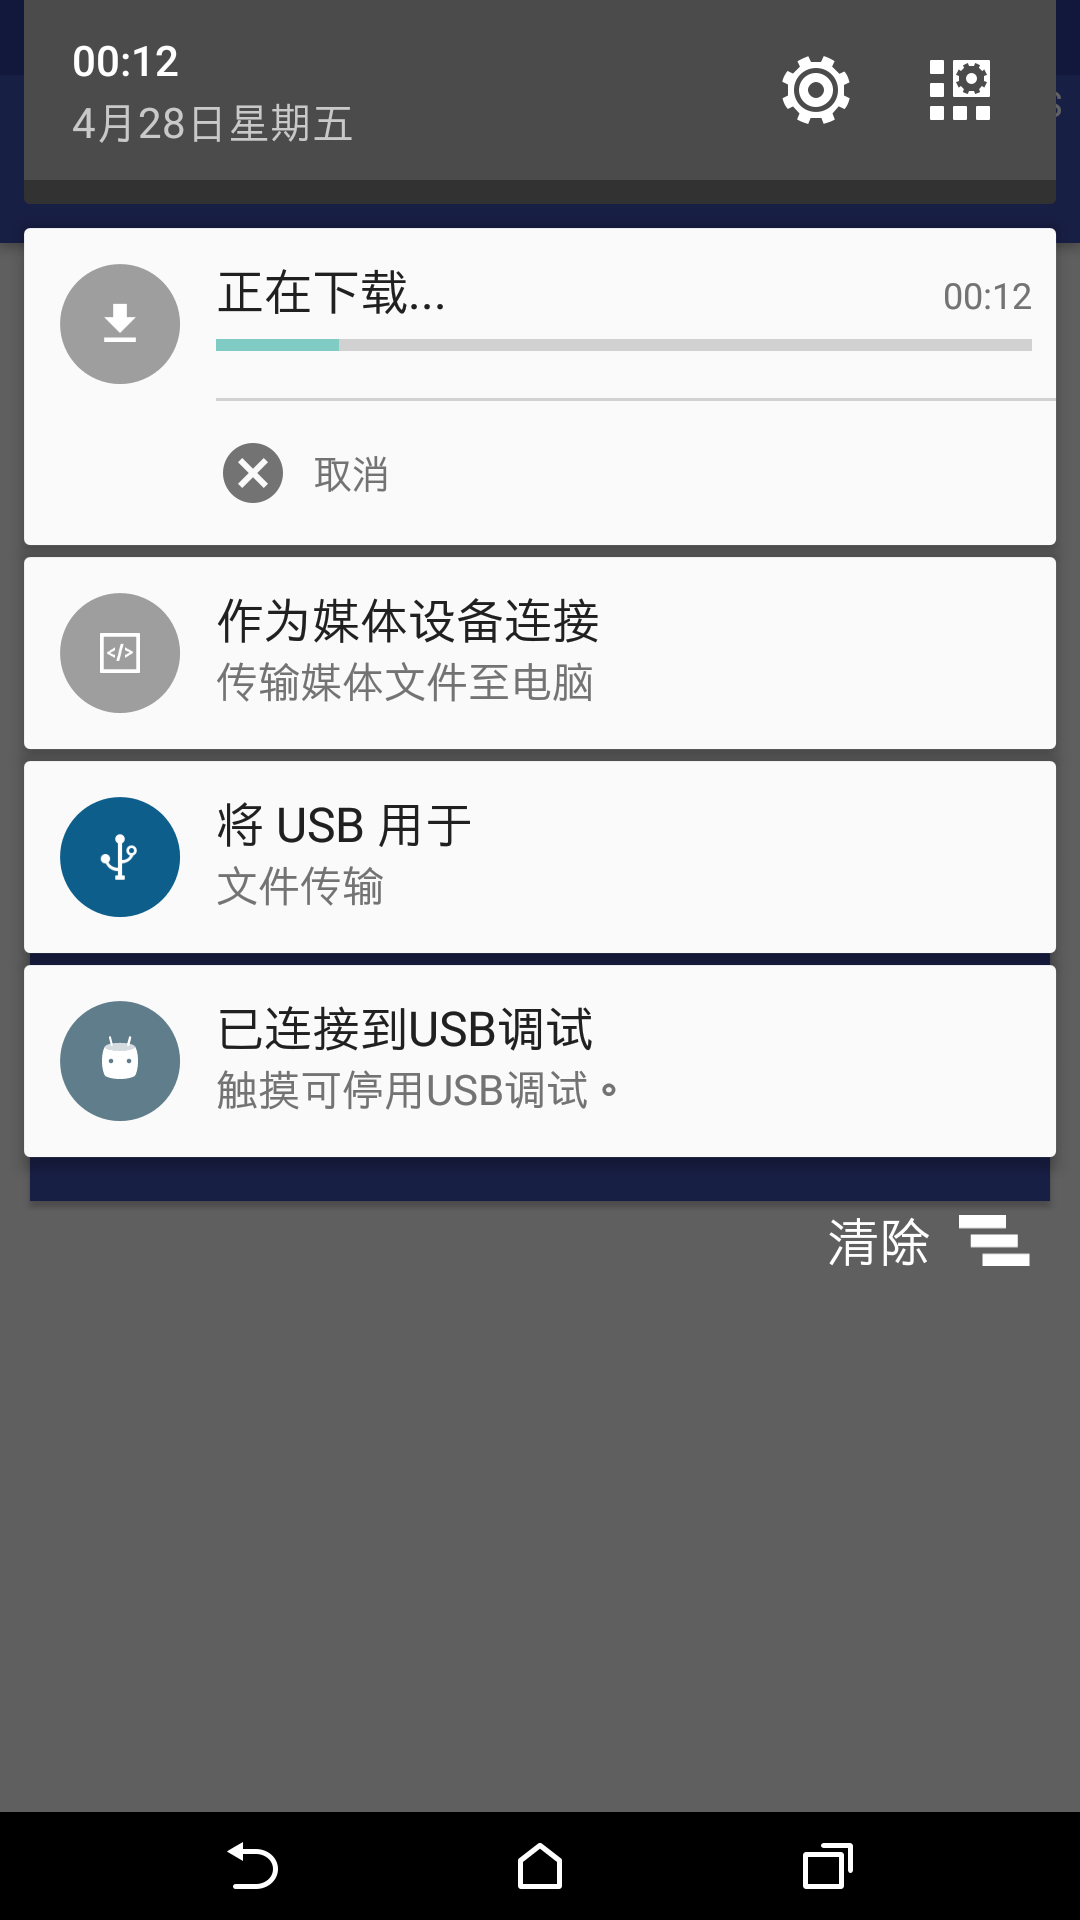 00:12
4月28日星期五
正在下载...
00:12
取消
作为媒体设备连接
传输媒体文件至电脑
将 USB 用于
文件传输
已连接到USB调试
触摸可停用USB调试。
清除